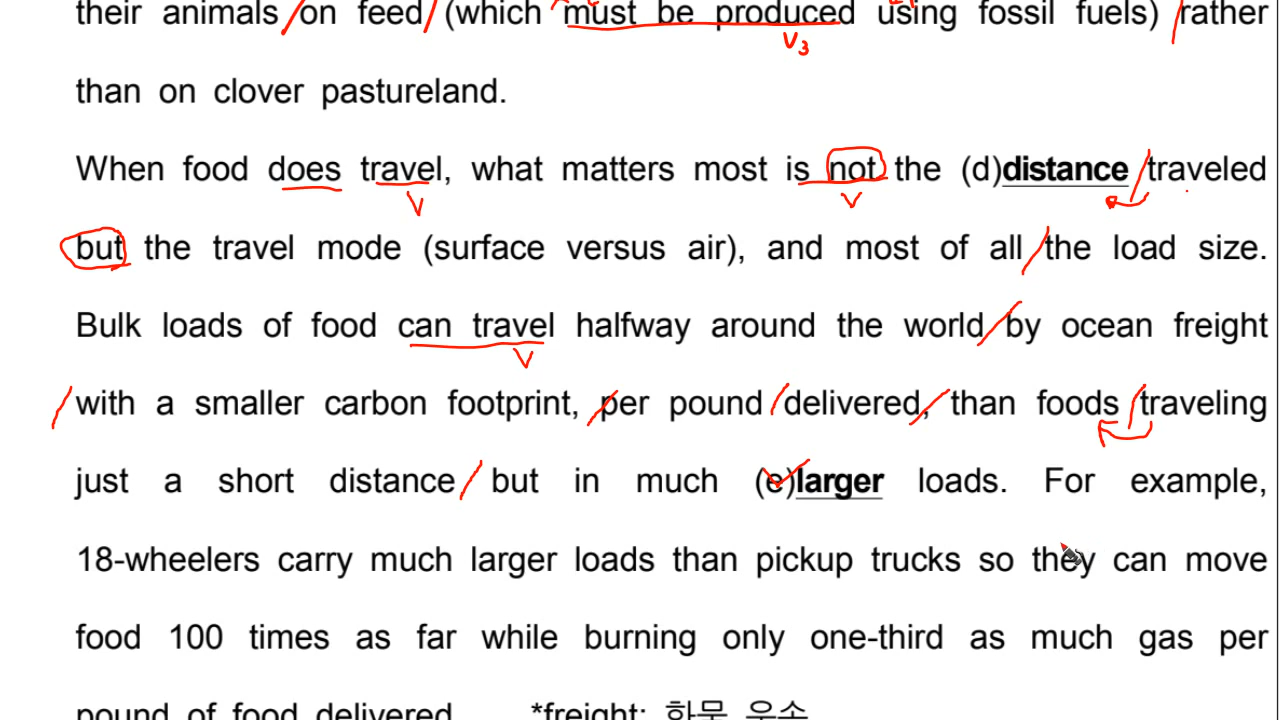 their animals on feed (which must be produced using fossil fuels) rather
V3
than on clover pastureland.
When food does travel, what matters most is not the (d)distance traveled
V V
but the travel mode (surface versus air), and most of all the load size.
Bulk loads of food can travel halfway around the world by ocean freight
V
with a smaller carbon footprint, per pound delivered, than foods traveling
just a short distance but in much (e)larger loads. For example,
18-wheelers carry much larger loads than pickup trucks so they can move
food 100 times as far while burning only one-third as much gas per
pound of food delivered. *freight: 화물 운송